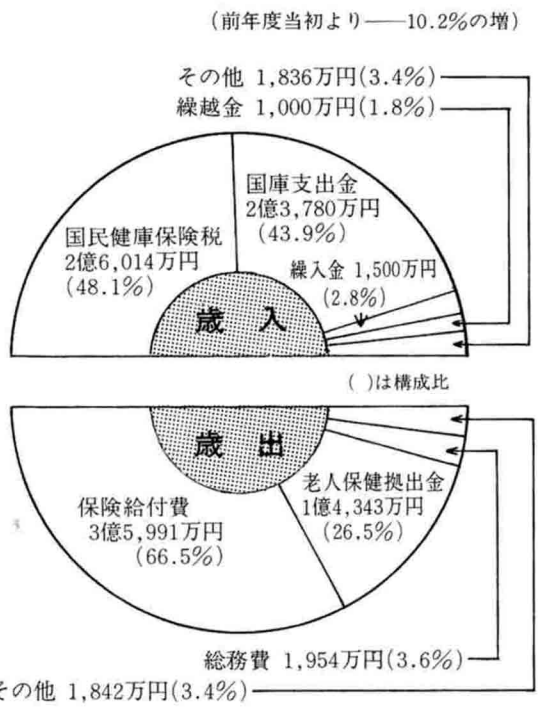 (前年度当初より——10.2%の増)
その他 1,836万円(3.4%)
繰越金 1,000万円(1.8%)
国庫支出金
2億3,780万円
(43.9%)
国民健庫保険税
2億6,014万円
(48.1%)
繰入金 1,500万円
(2.8%)
歳入
( )は構成比
歳出
老人保健拠出金
1億4,343万円
(26.5%)
保険給付費
3億5,991万円
(66.5%)
総務費 1,954万円(3.6%)
その他 1,842万円(3.4%)